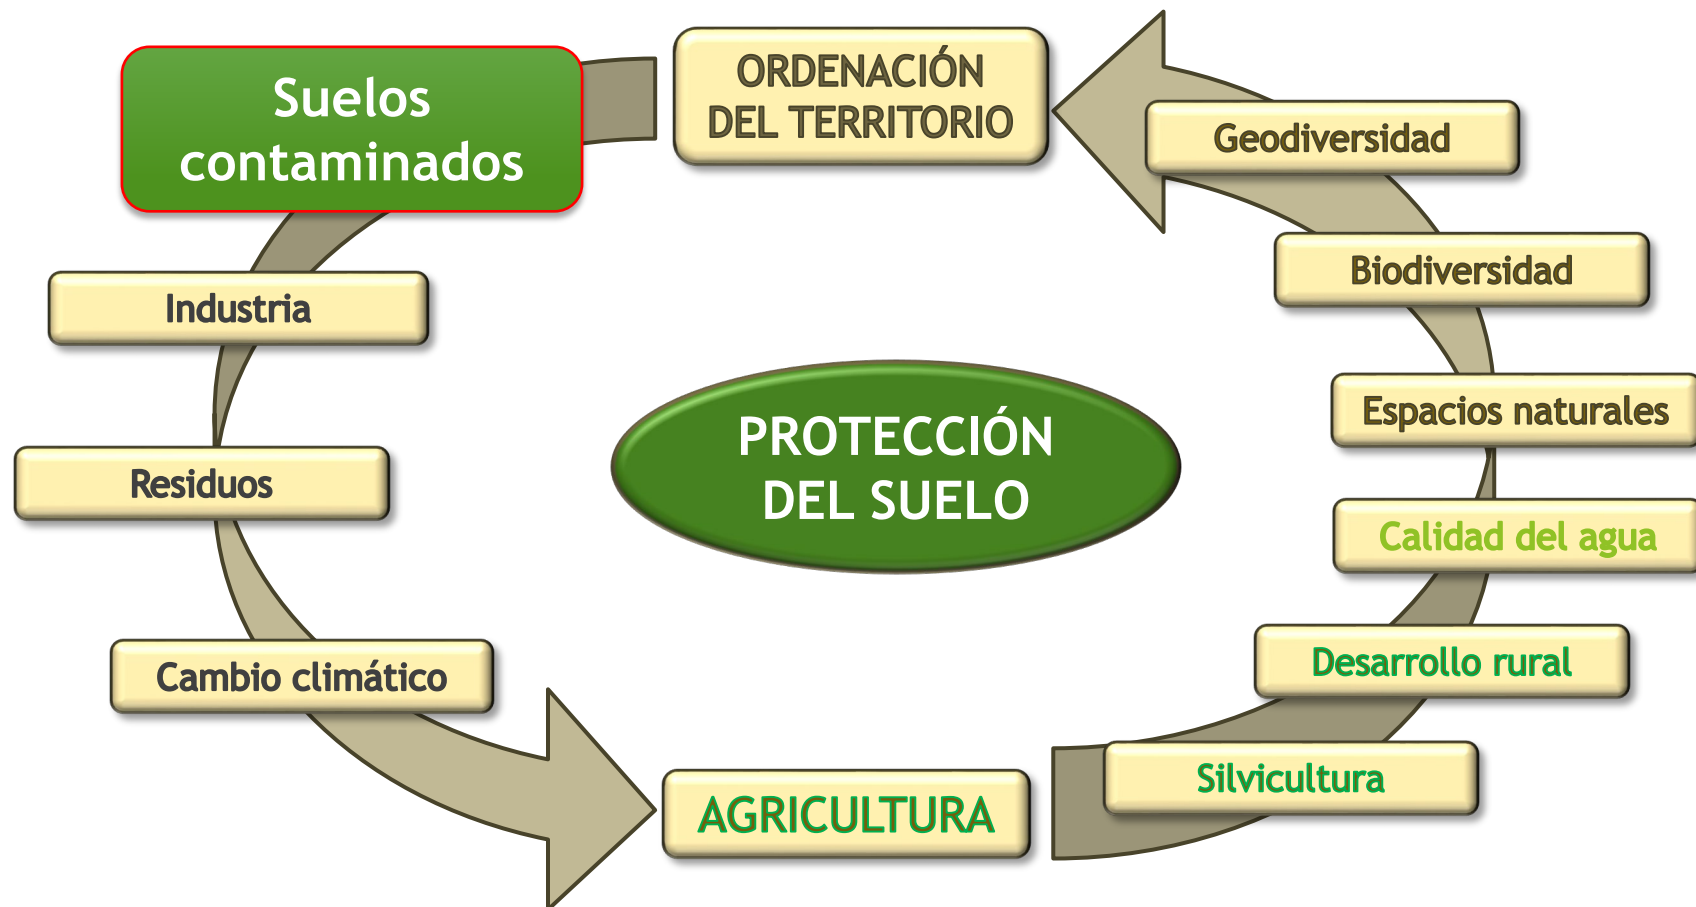 Suelos
contaminados
ORDENACIÓN
DEL TERRITORIO
Geodiversidad
Biodiversidad
Industria
Espacios naturales
PROTECCIÓN
DEL SUELO
Residuos
Calidad del agua
Desarrollo rural
Cambio climático
Silvicultura
AGRICULTURA